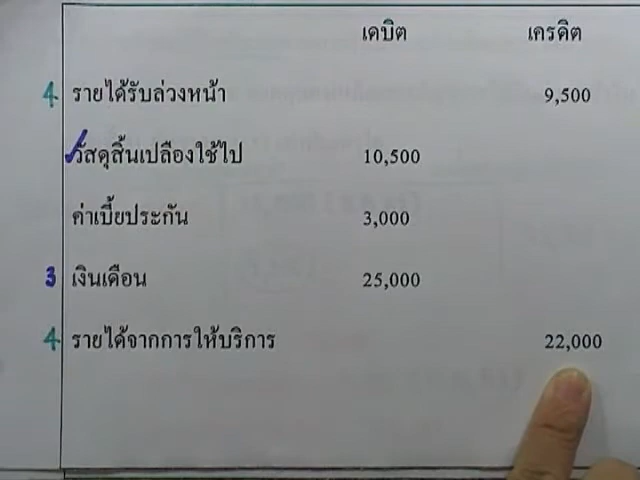 เดบิต เครดิต
4 รายได้รับล่วงหน้า 9,500
วัสดุสิ้นเปลืองใช้ไป 10,500
ค่าเบี้ยประกัน 3,000
3 เงินเดือน 25,000
4 รายได้จากการให้บริการ 22,000